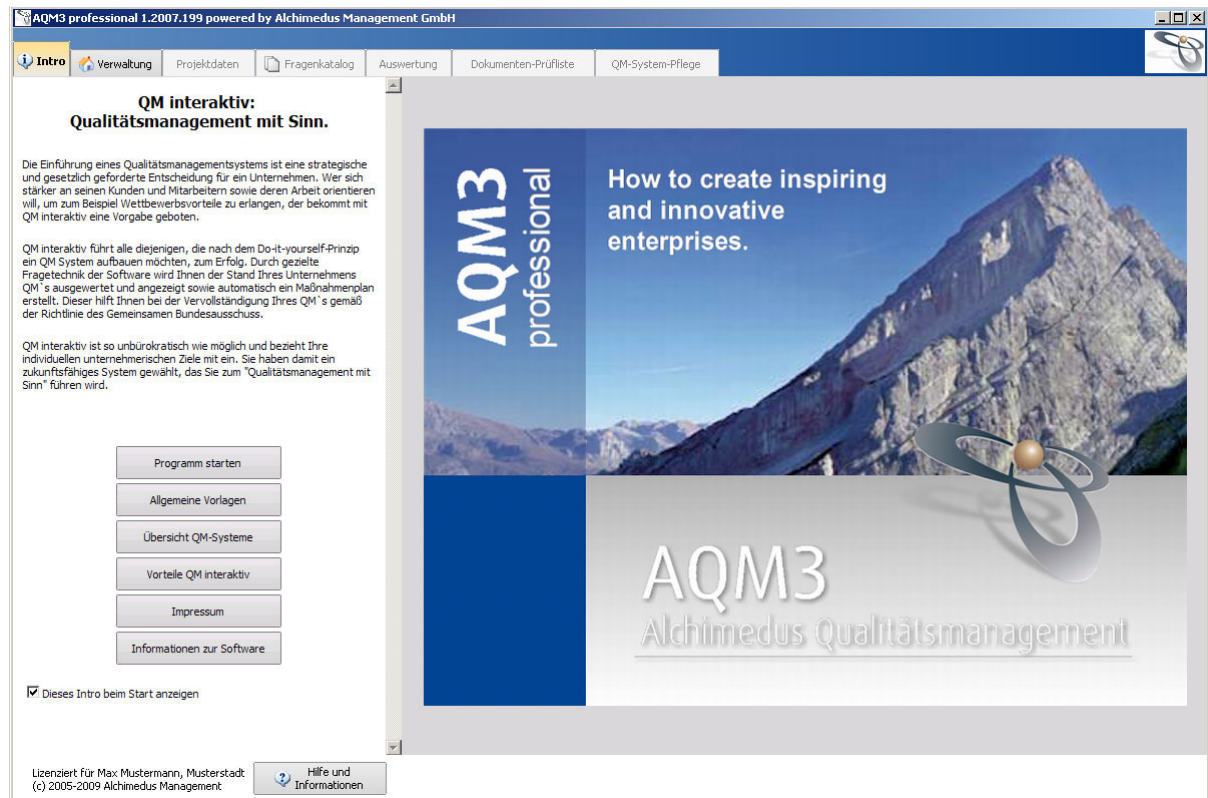 AQM3 professional 1.2007.199 powered by Alchimedus Management GmbH
Intro
Verwaltung
Projektdaten
Fragenkatalog
Auswertung
Dokumenten-Prüfliste
QM-System-Pflege
QM interaktiv:
Qualitätsmanagement mit Sinn.
Die Einführung eines Qualitätsmanagementsystems ist eine strategische
und gesetzlich geforderte Entscheidung für ein Unternehmen. Wer sich
stärker an seinen Kunden und Mitarbeitern sowie deren Arbeit orientieren
will, um zum Beispiel Wettbewerbsvorteile zu erlangen, der bekommt mit
QM interaktiv eine Vorgabe geboten.
QM interaktiv führt alle diejenigen, die nach dem Do-it-yourself-Prinzip
ein QM System aufbauen möchten, zum Erfolg. Durch gezielte
Fragetechnik der Software wird Ihnen der Stand Ihres Unternehmens
QM`s ausgewertet und angezeigt sowie automatisch ein Maßnahmenplan
erstellt. Dieser hilft Ihnen bei der Vervollständigung Ihres QM`s gemäß
der Richtlinie des Gemeinsamen Bundesausschuss.
QM interaktiv ist so unbürokratisch wie möglich und bezieht Ihre
individuellen unternehmerischen Ziele mit ein. Sie haben damit ein
zukunftsfähiges System gewählt, das Sie zum "Qualitätsmanagement mit
Sinn" führen wird.
Programm starten
Allgemeine Vorlagen
Übersicht QM-Systeme
Vorteile QM interaktiv
Impressum
Informationen zur Software
Dieses Intro beim Start anzeigen
Lizenziert für Max Mustermann, Musterstadt
(c) 2005-2009 Alchimedus Management
Hilfe und
Informationen
AQM3
professional
How to create inspiring
and innovative
enterprises.
AQM3
Alchimedus Qualitätsmanagement